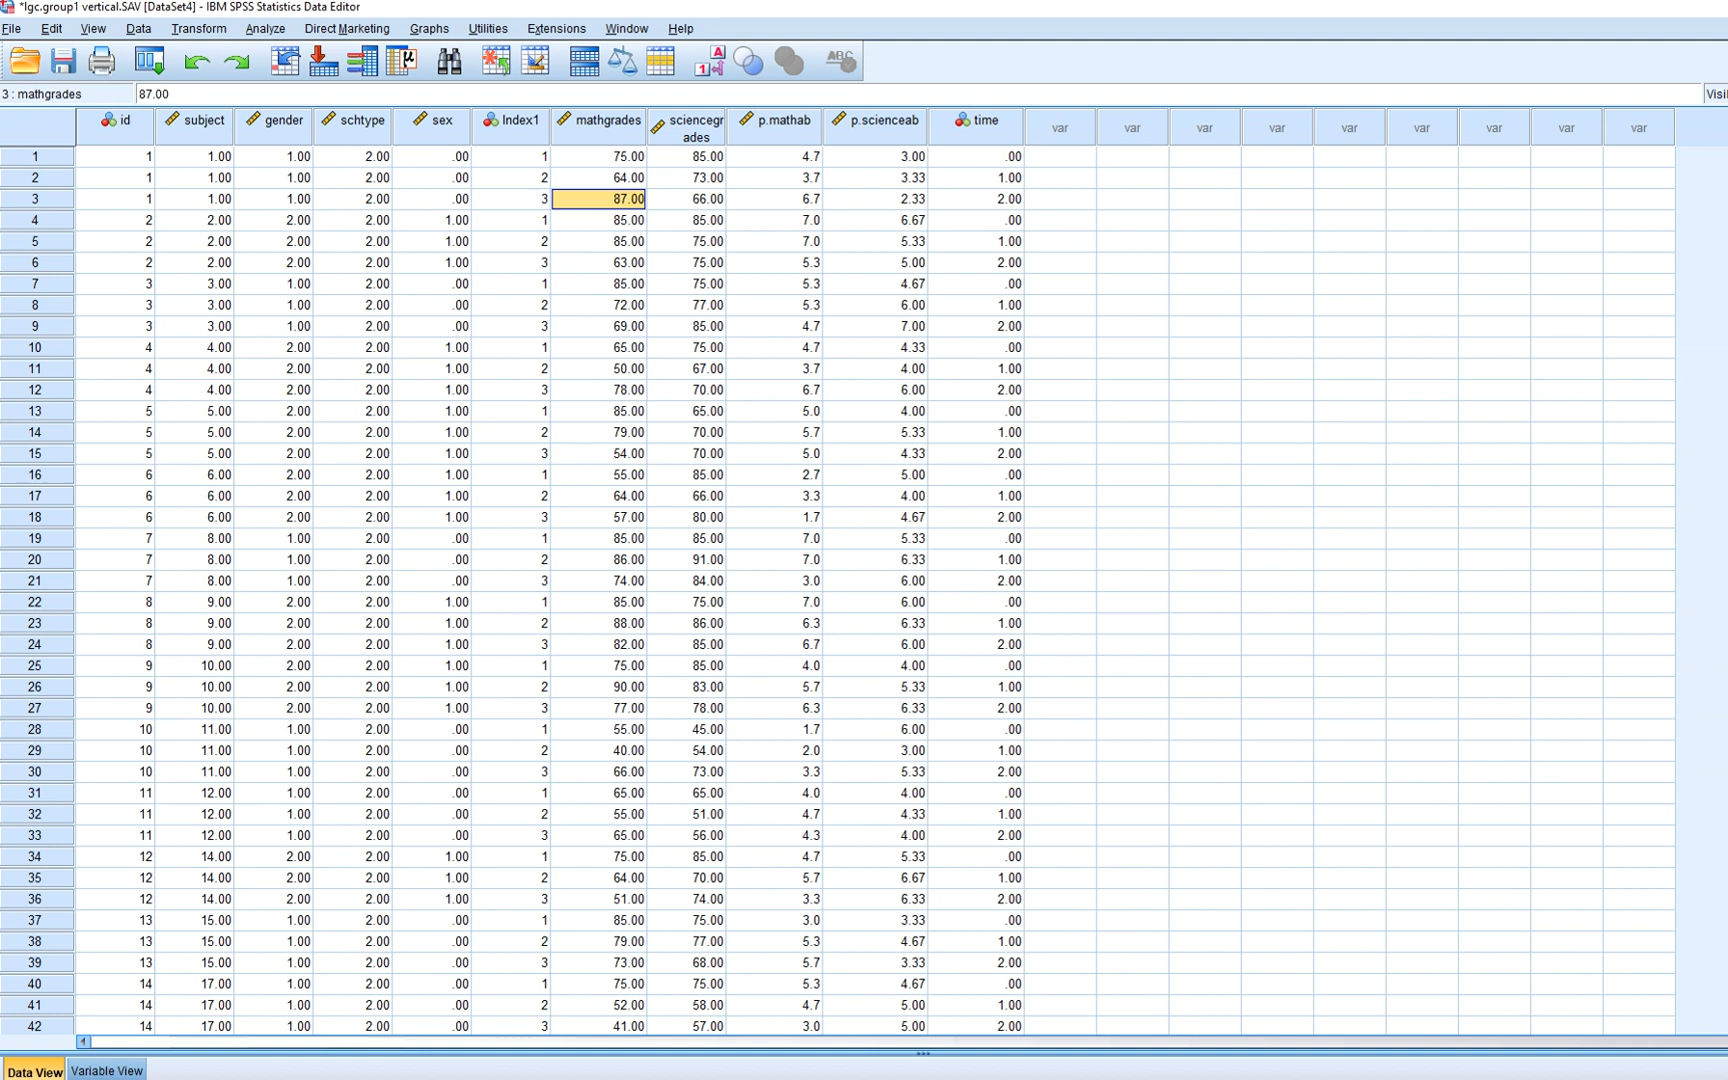 *lgc.group1 vertical.SAV [DataSet4] - IBM SPSS Statistics Data Editor
File Edit View Data Transform Analyze Direct Marketing Graphs Utilities Extensions Window Help
3 : mathgrades 87.00 Visi
id subject gender schtype sex Index1 mathgrades sciencegr ades p.mathab p.scienceab time var var var var var var var var var
1 1 1.00 1.00 2.00 .00 1 75.00 85.00 4.7 3.00 .00
2 1 1.00 1.00 2.00 .00 2 64.00 73.00 3.7 3.33 1.00
3 1 1.00 1.00 2.00 .00 3 87.00 66.00 6.7 2.33 2.00
4 2 2.00 2.00 2.00 1.00 1 85.00 85.00 7.0 6.67 .00
5 2 2.00 2.00 2.00 1.00 2 85.00 75.00 7.0 5.33 1.00
6 2 2.00 2.00 2.00 1.00 3 63.00 75.00 5.3 5.00 2.00
7 3 3.00 1.00 2.00 .00 1 85.00 75.00 5.3 4.67 .00
8 3 3.00 1.00 2.00 .00 2 72.00 77.00 5.3 6.00 1.00
9 3 3.00 1.00 2.00 .00 3 69.00 85.00 4.7 7.00 2.00
10 4 4.00 2.00 2.00 1.00 1 65.00 75.00 4.7 4.33 .00
11 4 4.00 2.00 2.00 1.00 2 50.00 67.00 3.7 4.00 1.00
12 4 4.00 2.00 2.00 1.00 3 78.00 70.00 6.7 6.00 2.00
13 5 5.00 2.00 2.00 1.00 1 85.00 65.00 5.0 4.00 .00
14 5 5.00 2.00 2.00 1.00 2 79.00 70.00 5.7 5.33 1.00
15 5 5.00 2.00 2.00 1.00 3 54.00 70.00 5.0 4.33 2.00
16 6 6.00 2.00 2.00 1.00 1 55.00 85.00 2.7 5.00 .00
17 6 6.00 2.00 2.00 1.00 2 64.00 66.00 3.3 4.00 1.00
18 6 6.00 2.00 2.00 1.00 3 57.00 80.00 1.7 4.67 2.00
19 7 8.00 1.00 2.00 .00 1 85.00 85.00 7.0 5.33 .00
20 7 8.00 1.00 2.00 .00 2 86.00 91.00 7.0 6.33 1.00
21 7 8.00 1.00 2.00 .00 3 74.00 84.00 3.0 6.00 2.00
22 8 9.00 2.00 2.00 1.00 1 85.00 75.00 7.0 6.00 .00
23 8 9.00 2.00 2.00 1.00 2 88.00 86.00 6.3 6.33 1.00
24 8 9.00 2.00 2.00 1.00 3 82.00 85.00 6.7 6.00 2.00
25 9 10.00 2.00 2.00 1.00 1 75.00 85.00 4.0 4.00 .00
26 9 10.00 2.00 2.00 1.00 2 90.00 83.00 5.7 5.33 1.00
27 9 10.00 2.00 2.00 1.00 3 77.00 78.00 6.3 6.33 2.00
28 10 11.00 1.00 2.00 .00 1 55.00 45.00 1.7 6.00 .00
29 10 11.00 1.00 2.00 .00 2 40.00 54.00 2.0 3.00 1.00
30 10 11.00 1.00 2.00 .00 3 66.00 73.00 3.3 5.33 2.00
31 11 12.00 1.00 2.00 .00 1 65.00 65.00 4.0 4.00 .00
32 11 12.00 1.00 2.00 .00 2 55.00 51.00 4.7 4.33 1.00
33 11 12.00 1.00 2.00 .00 3 65.00 56.00 4.3 4.00 2.00
34 12 14.00 2.00 2.00 1.00 1 75.00 85.00 4.7 5.33 .00
35 12 14.00 2.00 2.00 1.00 2 64.00 70.00 5.7 6.67 1.00
36 12 14.00 2.00 2.00 1.00 3 51.00 74.00 3.3 6.33 2.00
37 13 15.00 1.00 2.00 .00 1 85.00 75.00 3.0 3.33 .00
38 13 15.00 1.00 2.00 .00 2 79.00 77.00 5.3 4.67 1.00
39 13 15.00 1.00 2.00 .00 3 73.00 68.00 5.7 3.33 2.00
40 14 17.00 1.00 2.00 .00 1 75.00 75.00 5.3 4.67 .00
41 14 17.00 1.00 2.00 .00 2 52.00 58.00 4.7 5.00 1.00
42 14 17.00 1.00 2.00 .00 3 41.00 57.00 3.0 5.00 2.00
Data View Variable View